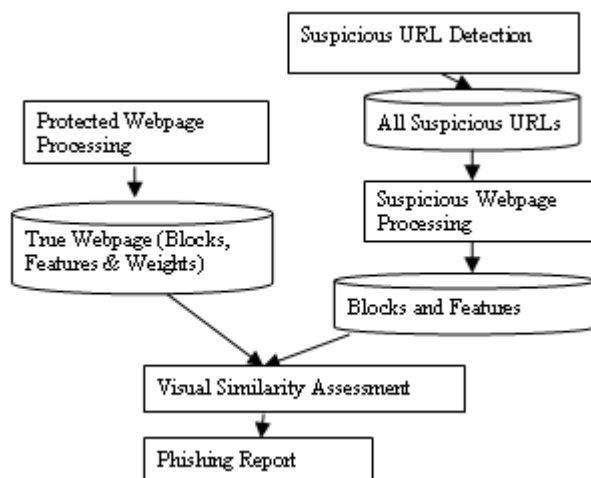 Suspicious URL Detection
All Suspicious URLs
Protected Webpage
Processing
Suspicious Webpage
Processing
True Webpage (Blocks,
Features & Weights)
Blocks and Features
Visual Similarity Assessment
Phishing Report